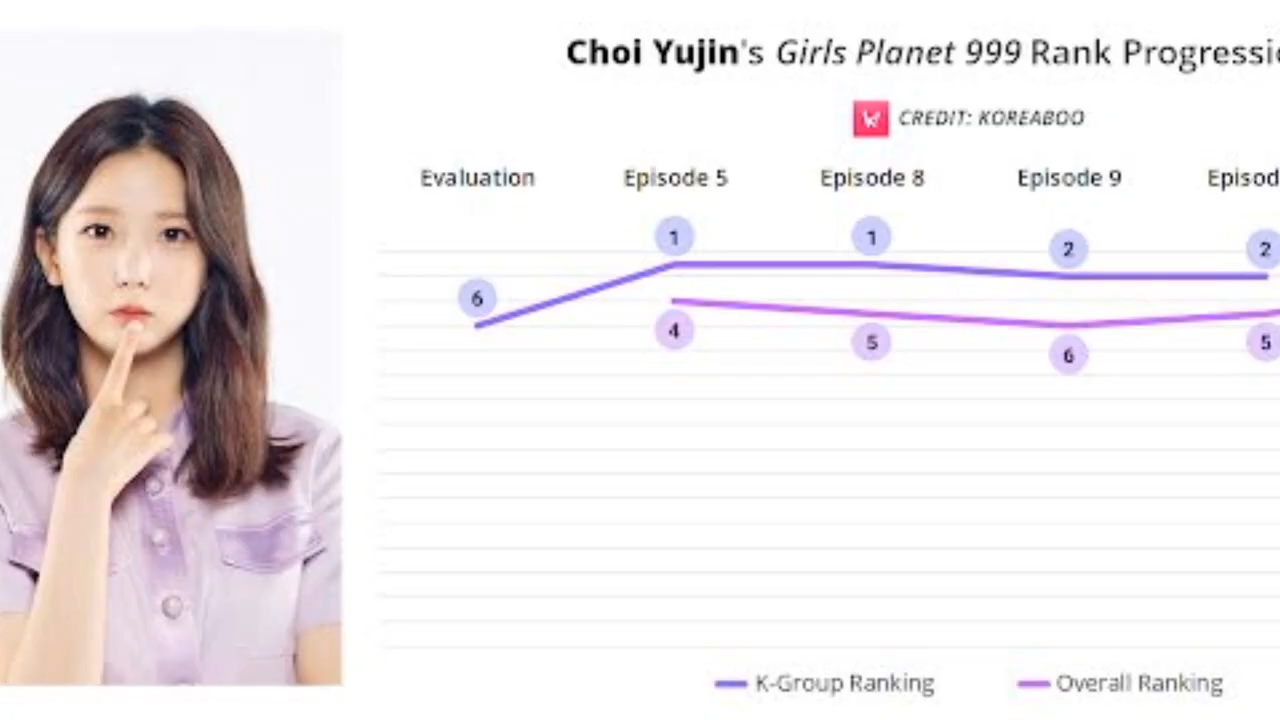 Choi Yujin's Girls Planet 999 Rank Progressi
CREDIT: KOREABOO
Evaluation Episode 5 Episode 8 Episode 9 Episod
1 1 2 2
6
4 5 6 5
K-Group Ranking Overall Ranking